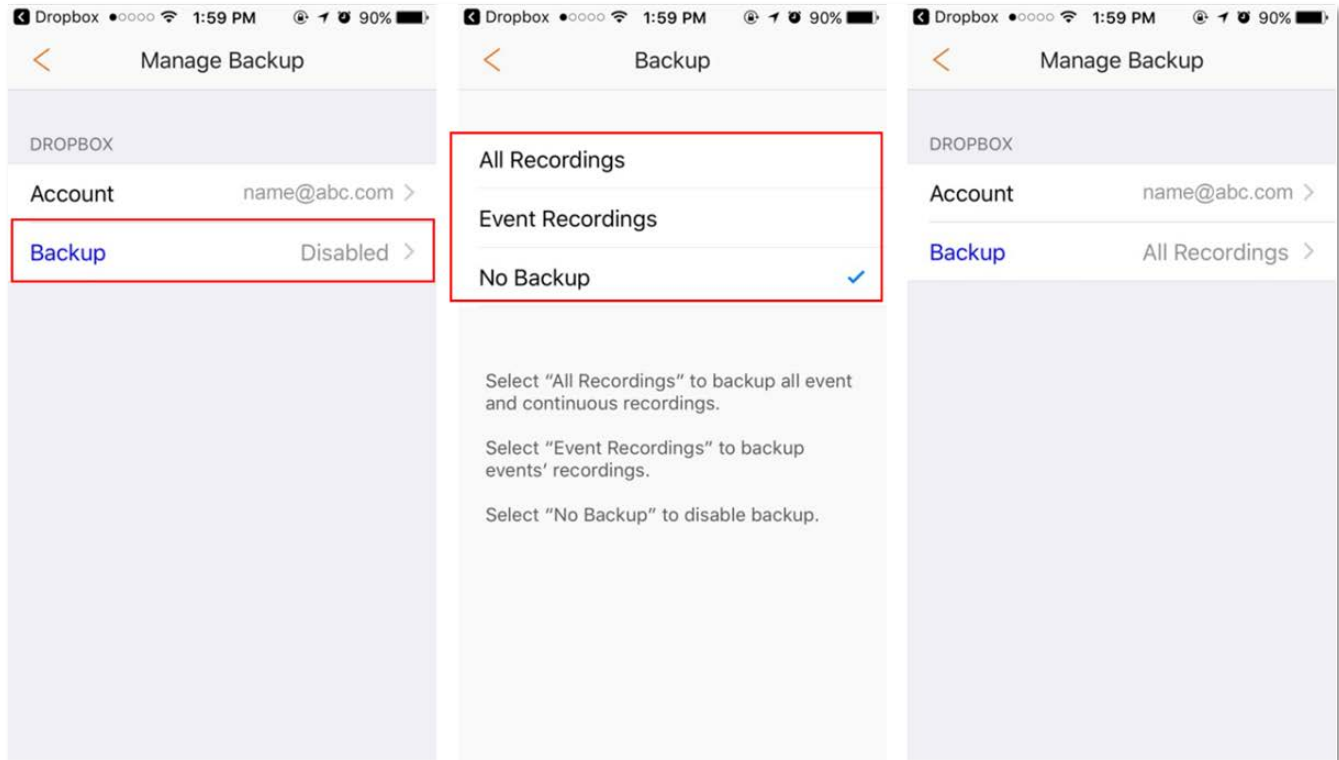 Dropbox 1:59 PM 90%
Manage Backup
DROPBOX
Account name@abc.com
Backup Disabled
Dropbox 1:59 PM 90%
Backup
All Recordings
Event Recordings
No Backup
Select “All Recordings” to backup all event
and continuous recordings.
Select “Event Recordings” to backup
events’ recordings.
Select “No Backup” to disable backup.
Dropbox 1:59 PM 90%
Manage Backup
DROPBOX
Account name@abc.com
Backup All Recordings